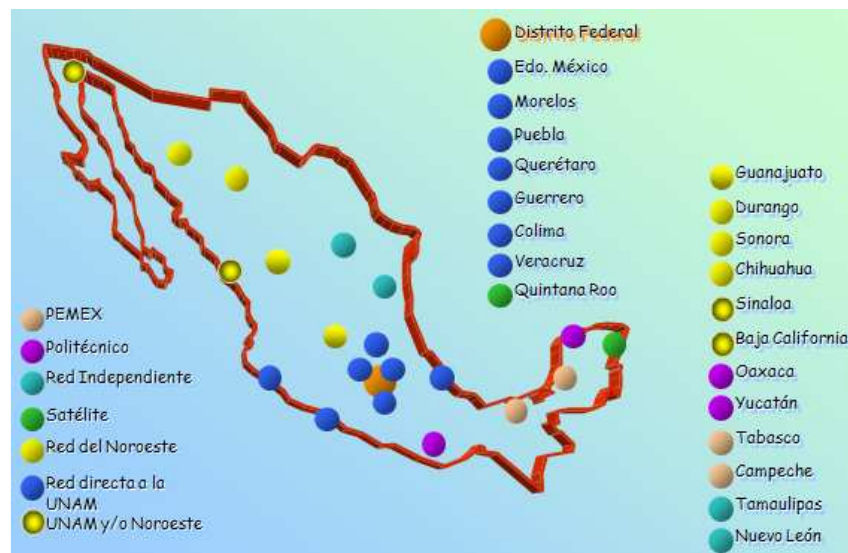 Distrito Federal
Edo. México
Morelos
Puebla
Querétaro
Guerrero
Colima
Veracruz
Quintana Roo
Guanajuato
Durango
Sonora
Chihuahua
Sinaloa
Baja California
Oaxaca
Yucatán
Tabasco
Campeche
Tamaulipas
Nuevo León
PEMEX
Politécnico
Red Independiente
Satélite
Red del Noroeste
Red directa a la
UNAM
UNAM y/o Noroeste